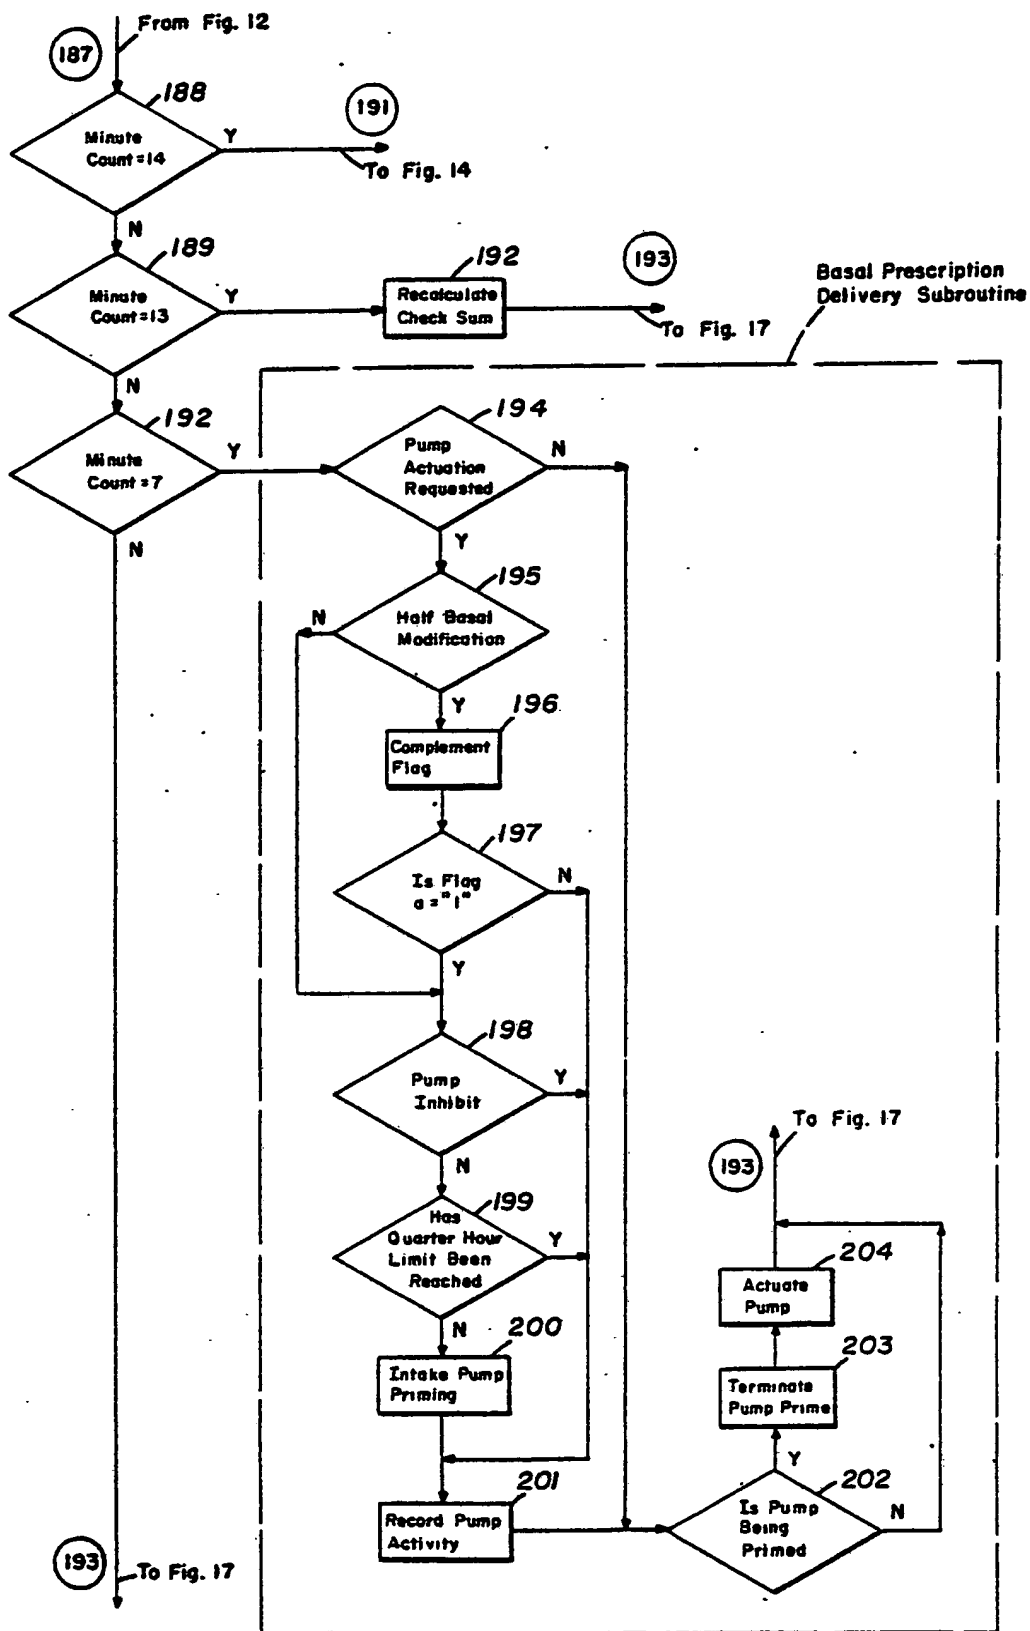 From Fig. 12
187
188
Minute
Count=14
Y
191
To Fig. 14
N
189
Minute
Count=13
Y
192
Recalculate
Check Sum
193
To Fig. 17
Basal Prescription
Delivery Subroutine
N
192
Minute
Count=7
Y
N
194
Pump
Actuation
Requested
N
Y
195
Half Basal
Modification
N
Y
196
Complement
Flag
197
Is Flag
a="1"
N
Y
198
Pump
Inhibit
Y
N
199
Has
Quarter Hour
Limit Been
Reached
Y
N
200
Intake Pump
Priming
201
Record Pump
Activity
202
Is Pump
Being
Primed
N
Y
203
Terminate
Pump Prime
204
Actuate
Pump
193
To Fig. 17
193
To Fig. 17